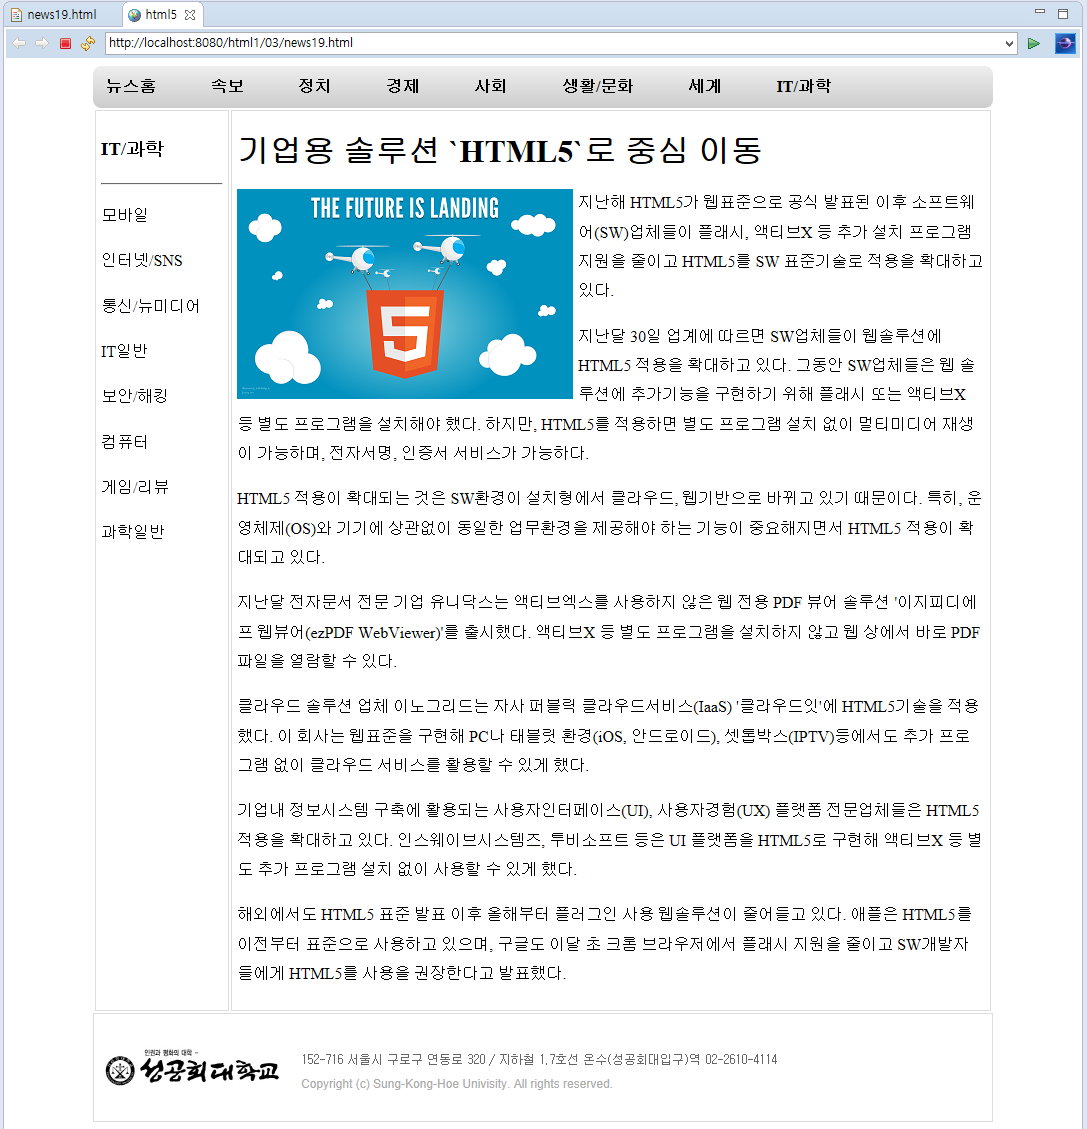 news19.html
html5
http://localhost:8080/html1/03/news19.html
뉴스홈 속보 정치 경제 사회 생활/문화 세계 IT/과학
IT/과학
모바일
인터넷/SNS
통신/뉴미디어
IT일반
보안/해킹
컴퓨터
게임/리뷰
과학일반
기업용 솔루션 `HTML5`로 중심 이동
THE FUTURE IS LANDING
지난해 HTML5가 웹표준으로 공식 발표된 이후 소프트웨
어(SW)업체들이 플래시, 액티브X 등 추가 설치 프로그램
지원을 줄이고 HTML5를 SW 표준기술로 적용을 확대하고
있다.
지난달 30일 업계에 따르면 SW업체들이 웹솔루션에
HTML5 적용을 확대하고 있다. 그동안 SW업체들은 웹 솔
루션에 추가기능을 구현하기 위해 플래시 또는 액티브X
등 별도 프로그램을 설치해야 했다. 하지만, HTML5를 적용하면 별도 프로그램 설치 없이 멀티미디어 재생
이 가능하며, 전자서명, 인증서 서비스가 가능하다.
HTML5 적용이 확대되는 것은 SW환경이 설치형에서 클라우드, 웹기반으로 바뀌고 있기 때문이다. 특히, 운
영체제(OS)와 기기에 상관없이 동일한 업무환경을 제공해야 하는 기능이 중요해지면서 HTML5 적용이 확
대되고 있다.
지난달 전자문서 전문 기업 유니닥스는 액티브엑스를 사용하지 않은 웹 전용 PDF 뷰어 솔루션 '이지피디에
프 웹뷰어(ezPDF WebViewer)'를 출시했다. 액티브X 등 별도 프로그램을 설치하지 않고 웹 상에서 바로 PDF
파일을 열람할 수 있다.
클라우드 솔루션 업체 이노그리드는 자사 퍼블릭 클라우드서비스(IaaS) '클라우드잇'에 HTML5기술을 적용
했다. 이 회사는 웹표준을 구현해 PC나 태블릿 환경(iOS, 안드로이드), 셋톱박스(IPTV)등에서도 추가 프로
그램 없이 클라우드 서비스를 활용할 수 있게 했다.
기업내 정보시스템 구축에 활용되는 사용자인터페이스(UI), 사용자경험(UX) 플랫폼 전문업체들은 HTML5
적용을 확대하고 있다. 인스웨이브시스템즈, 투비소프트 등은 UI 플랫폼을 HTML5로 구현해 액티브X 등 별
도 추가 프로그램 설치 없이 사용할 수 있게 했다.
해외에서도 HTML5 표준 발표 이후 올해부터 플러그인 사용 웹솔루션이 줄어들고 있다. 애플은 HTML5를
이전부터 표준으로 사용하고 있으며, 구글도 이달 초 크롬 브라우저에서 플래시 지원을 줄이고 SW개발자
들에게 HTML5를 사용을 권장한다고 발표했다.
인권과 평화의 대학
성공회대학교
152-716 서울시 구로구 연동로 320 / 지하철 1,7호선 온수(성공회대입구)역 02-2610-4114
Copyright (c) Sung-Kong-Hoe Univisity. All rights reserved.